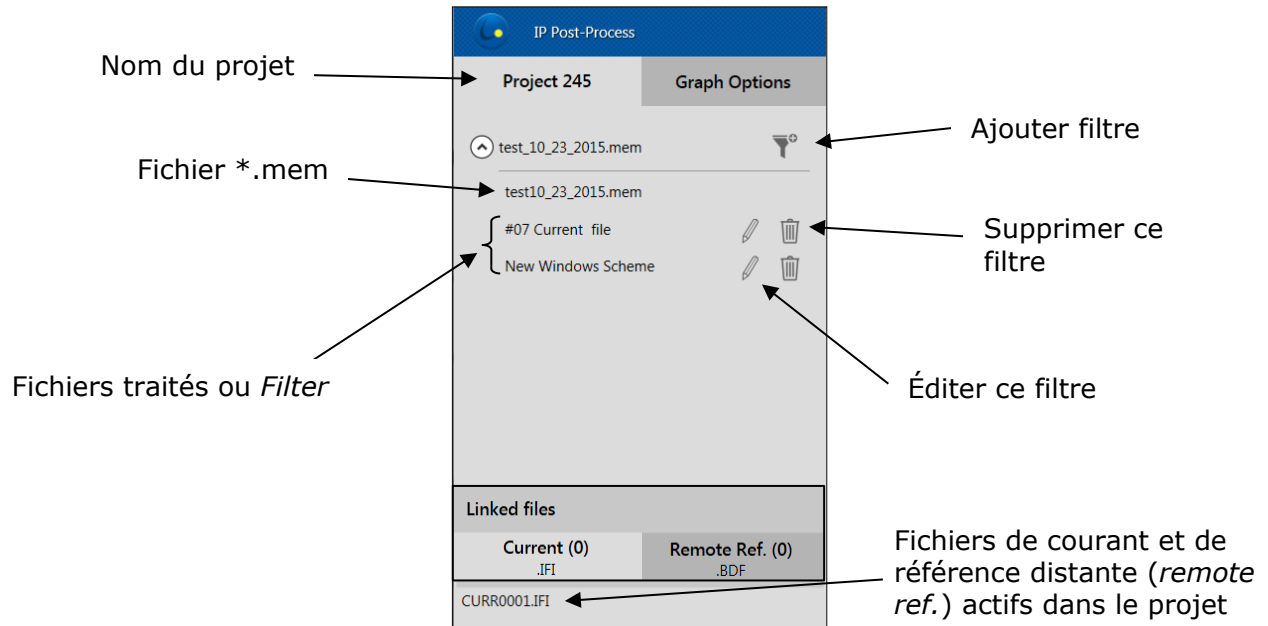 IP Post-Process
Nom du projet
Project 245
Graph Options
Ajouter filtre
test_10_23_2015.mem
Fichier *.mem
test10_23_2015.mem
#07 Current file
Supprimer ce
filtre
New Windows Scheme
Fichiers traités ou Filter
Éditer ce filtre
Linked files
Current (0)
.IFI
Remote Ref. (0)
.BDF
Fichiers de courant et de
référence distante (remote
ref.) actifs dans le projet
CURR0001.IFI